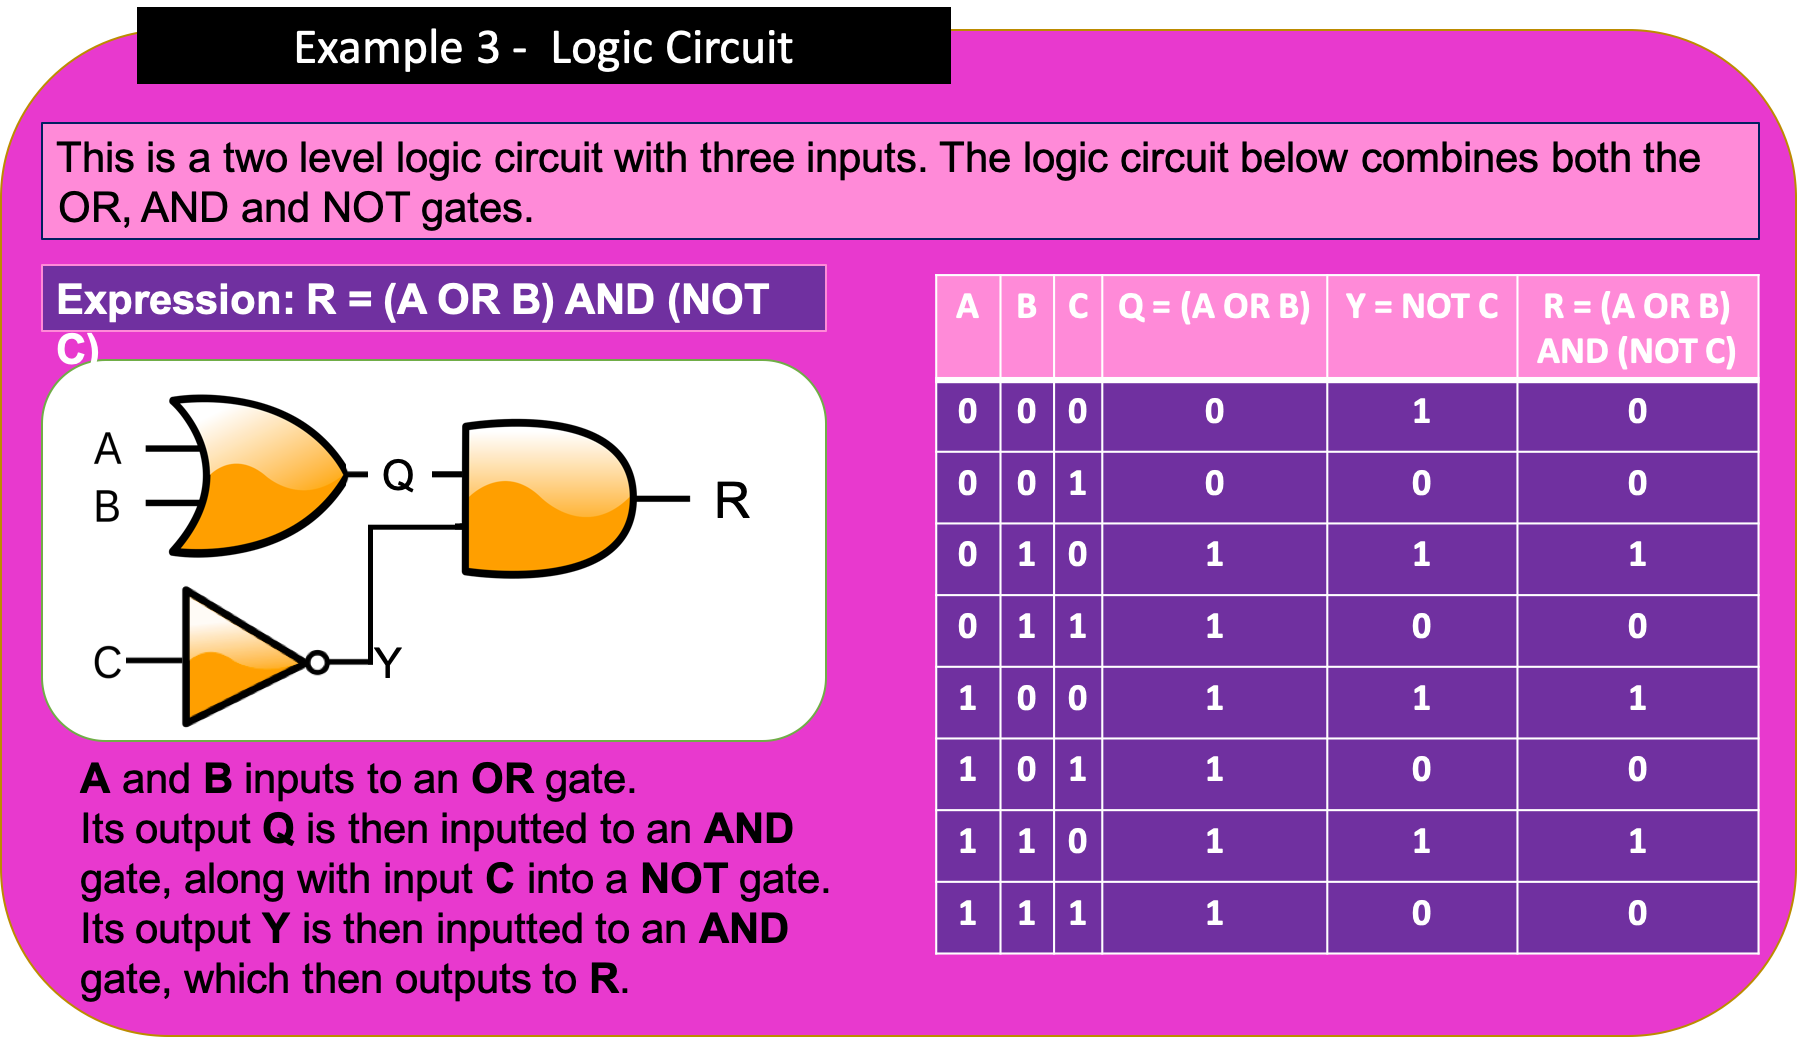 Example 3 -  Logic Circuit
This is a two level logic circuit with three inputs. The logic circuit below combines both the
OR, AND and NOT gates.
Expression: R = (A OR B) AND (NOT
C)
A
B
Q
R
C
Y
A and B inputs to an OR gate.
Its output Q is then inputted to an AND
gate, along with input C into a NOT gate.
Its output Y is then inputted to an AND
gate, which then outputs to R.
A B C Q = (A OR B) Y = NOT C R = (A OR B)
AND (NOT C)
0 0 0 0 1 0
0 0 1 0 0 0
0 1 0 1 1 1
0 1 1 1 0 0
1 0 0 1 1 1
1 0 1 1 0 0
1 1 0 1 1 1
1 1 1 1 0 0